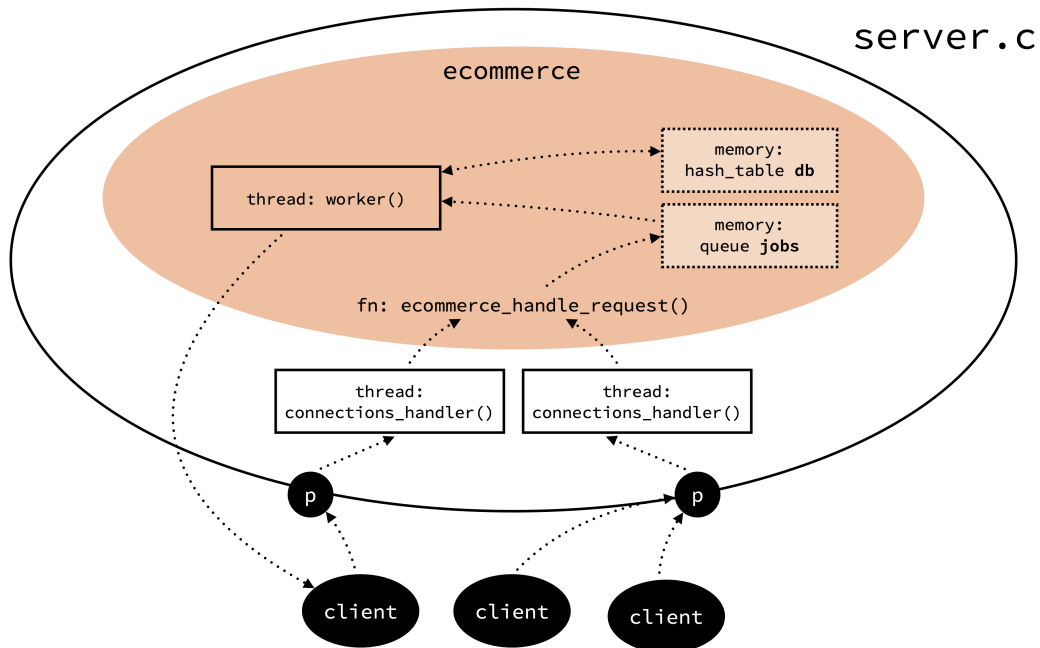 server.c
ecommerce
memory:
hash_table db
thread: worker()
memory:
queue jobs
fn: ecommerce_handle_request()
thread:
connections_handler()
thread:
connections_handler()
p
p
client
client
client